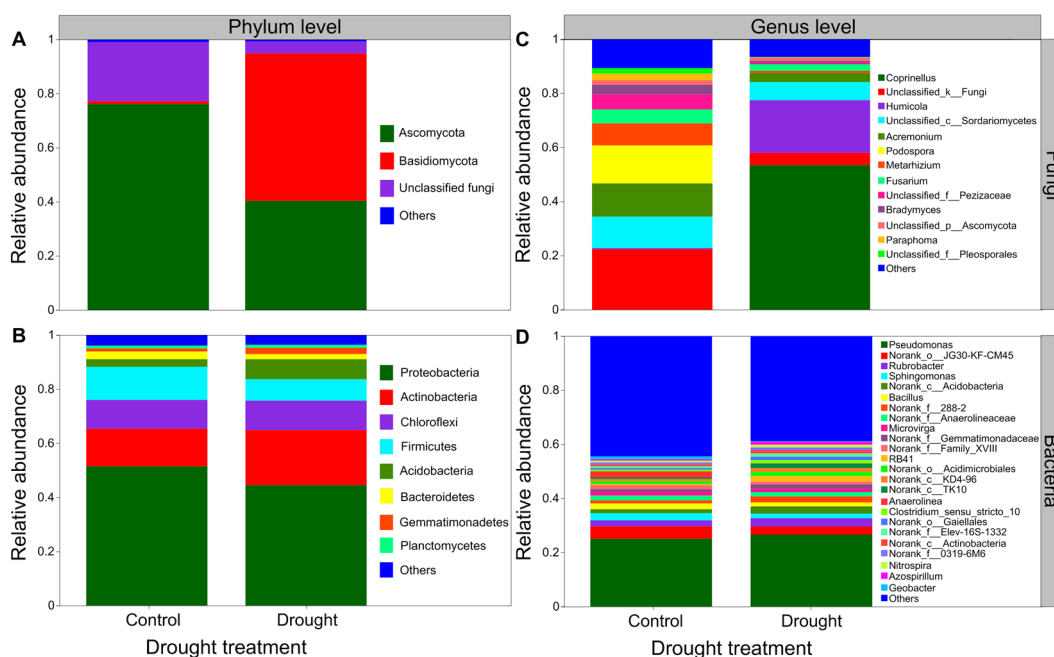 Phylum level
Genus level
A
Relative abundance
1
0.8
0.6
0.4
0.2
0
Ascomycota
Basidiomycota
Unclassified fungi
Others
C
Relative abundance
1
0.8
0.6
0.4
0.2
0
Coprinellus
Unclassified_k__Fungi
Humicola
Unclassified_c__Sordariomycetes
Acremonium
Podospora
Metarhizium
Fusarium
Unclassified_f__Pezizaceae
Bradymyces
Unclassified_p__Ascomycota
Paraphoma
Unclassified_f__Pleosporales
Others
Fungi
B
Relative abundance
1
0.8
0.6
0.4
0.2
0
Proteobacteria
Actinobacteria
Chloroflexi
Firmicutes
Acidobacteria
Bacteroidetes
Gemmatimonadetes
Planctomycetes
Others
Control
Drought
Drought treatment
D
Relative abundance
1
0.8
0.6
0.4
0.2
0
Pseudomonas
Norank_o__JG30-KF-CM45
Rubrobacter
Sphingomonas
Norank_c__Acidobacteria
Bacillus
Norank_f__288-2
Norank_f__Anaerolineaceae
Microvirga
Norank_f__Gemmatimonadaceae
Norank_f__Family_XVIII
RB41
Norank_o__Acidimicrobiales
Norank_c__KD4-96
Norank_c__TK10
Anaerolinea
Clostridium_sensu_stricto_10
Norank_o__Gaiellales
Norank_f__Elev-16S-1332
Norank_c__Actinobacteria
Norank_f__0319-6M6
Nitrospira
Azospirillum
Geobacter
Others
Bacteria
Control
Drought
Drought treatment